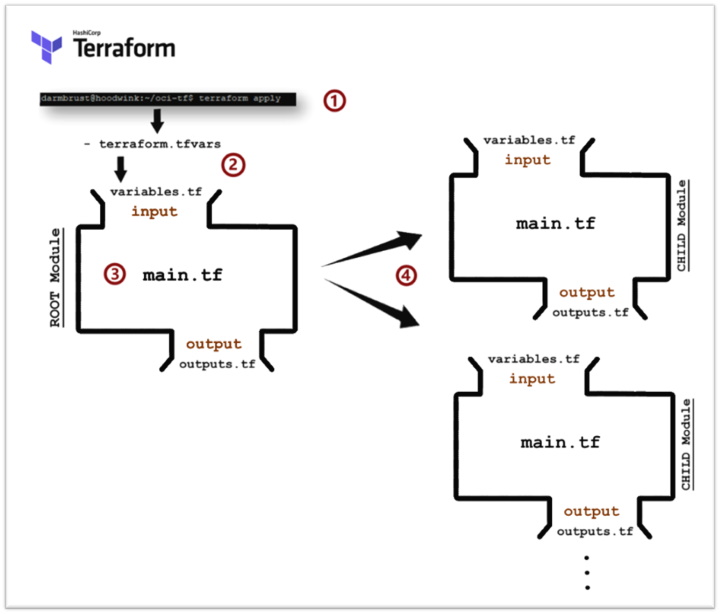 HashiCorp
Terraform
darmbrust@hoodwink:~/oci-tf$ terraform apply
1
- terraform.tfvars
2
variables.tf
input
ROOT Module
3
main.tf
output
outputs.tf
4
variables.tf
input
main.tf
CHILD Module
output
outputs.tf
variables.tf
input
main.tf
CHILD Module
output
outputs.tf